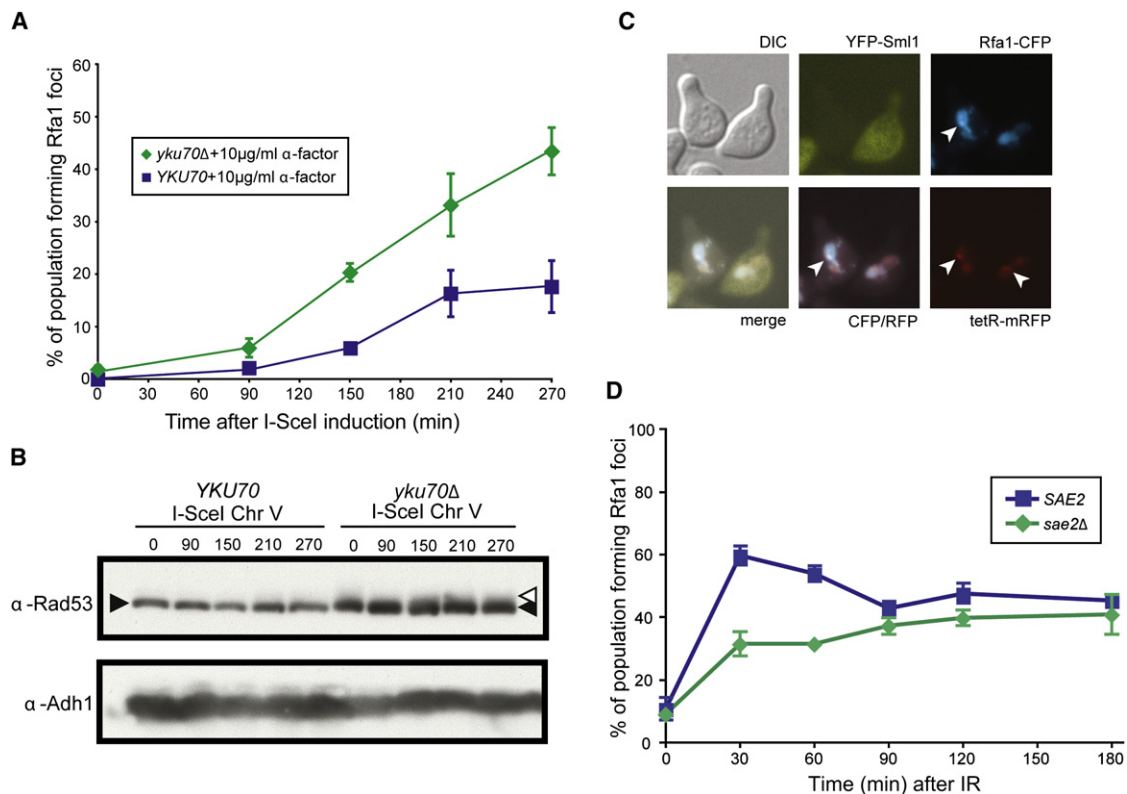 A
% of population forming Rfa1 foci
60
50
40
30
20
10
0
yku70Δ+10μg/ml α-factor
YKU70+10μg/ml α-factor
0 30 60 90 120 150 180 210 240 270
Time after I-SceI induction (min)
B
YKU70 yku70Δ
I-SceI Chr V I-SceI Chr V
0 90 150 210 270 0 90 150 210 270
α-Rad53
α-Adh1
C
DIC YFP-Sml1 Rfa1-CFP
merge CFP/RFP tetR-mRFP
D
% of population forming Rfa1 foci
100
80
60
40
20
0
SAE2
sae2Δ
0 30 60 90 120 150 180
Time (min) after IR